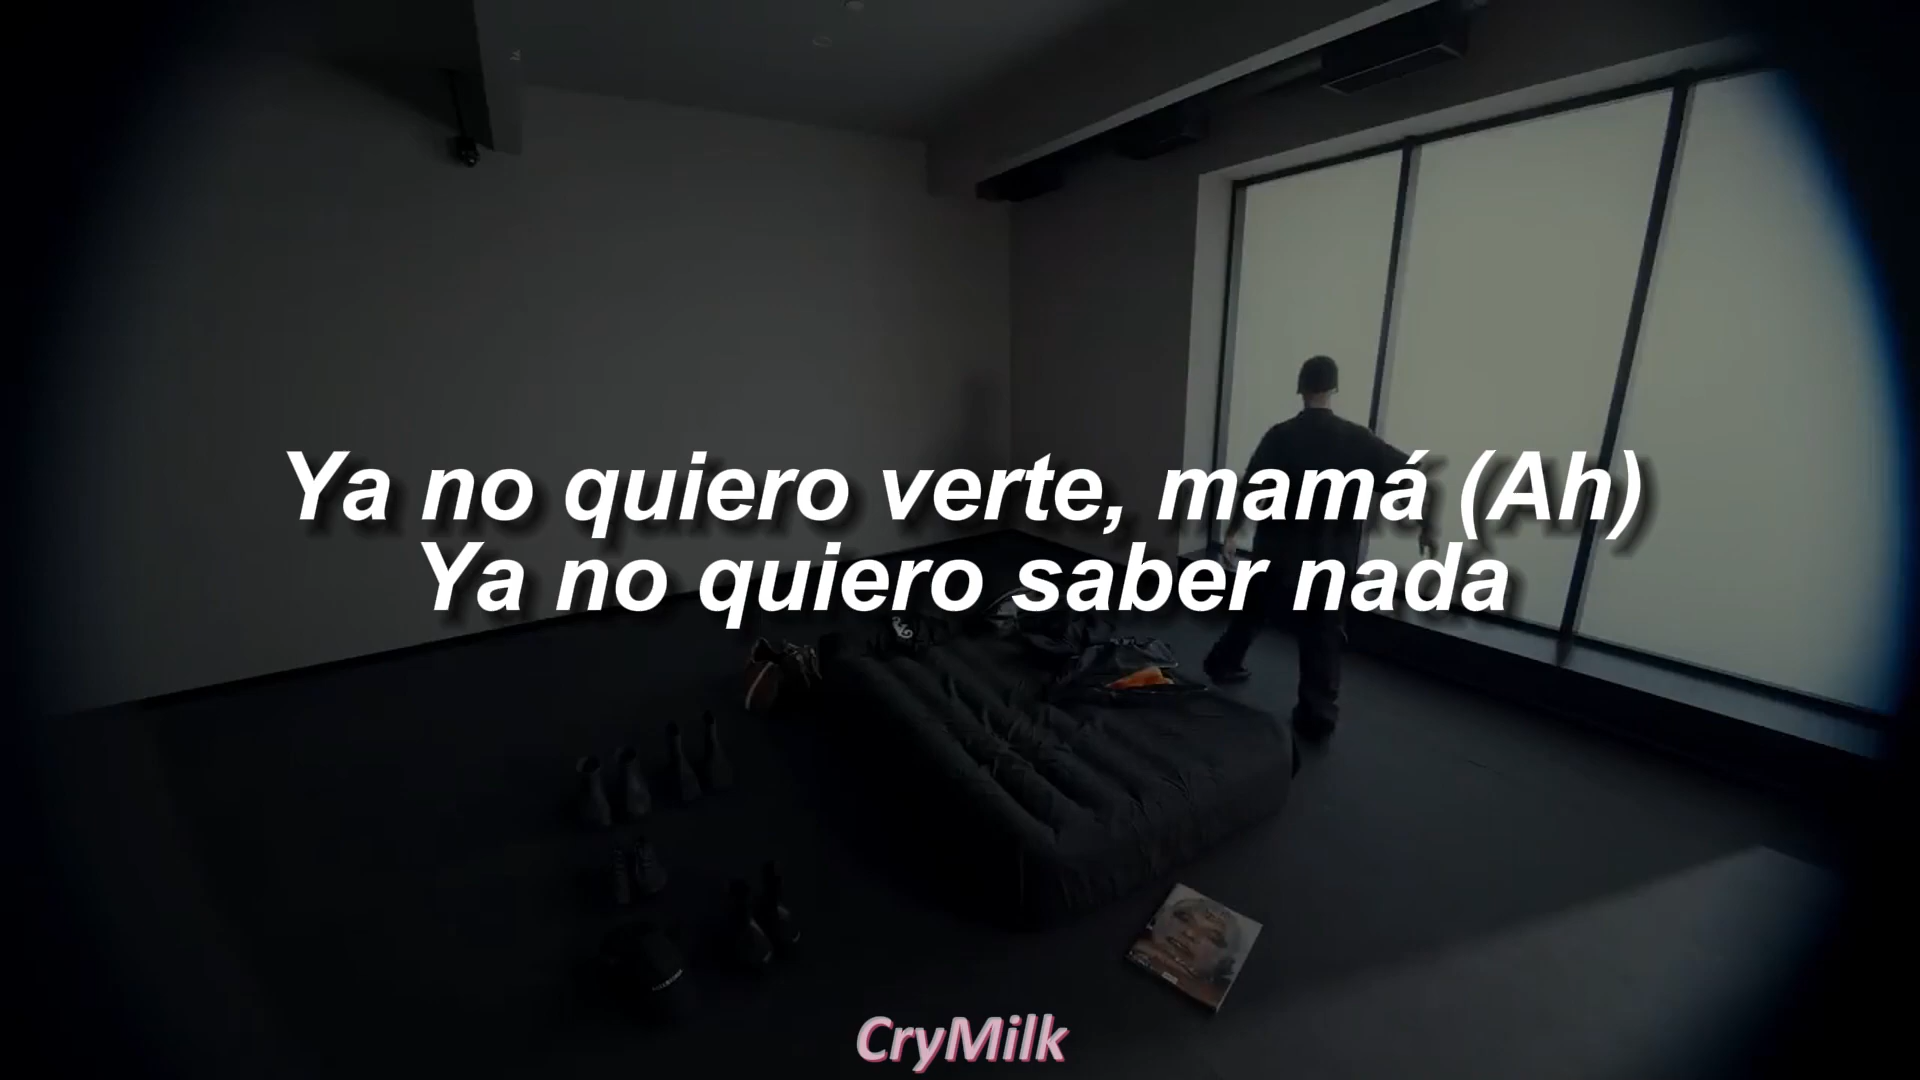 Ya no quiero verte, mamá (Ah)
Ya no quiero saber nada
CryMilk